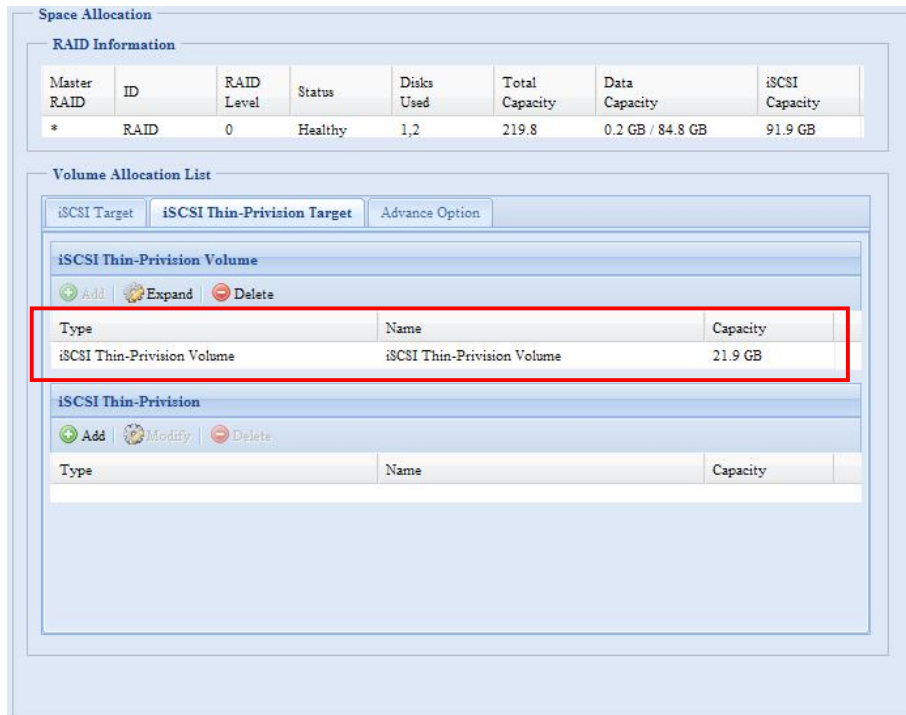 Space Allocation
RAID Information
Master RAID ID RAID Level Status Disks Used Total Capacity Data Capacity iSCSI Capacity
* RAID 0 Healthy 1,2 219.8 0.2 GB / 84.8 GB 91.9 GB
Volume Allocation List
iSCSI Target iSCSI Thin-Privision Target Advance Option
iSCSI Thin-Privision Volume
Add Expand Delete
Type Name Capacity
iSCSI Thin-Privision Volume iSCSI Thin-Privision Volume 21.9 GB
iSCSI Thin-Privision
Add Modify Delete
Type Name Capacity